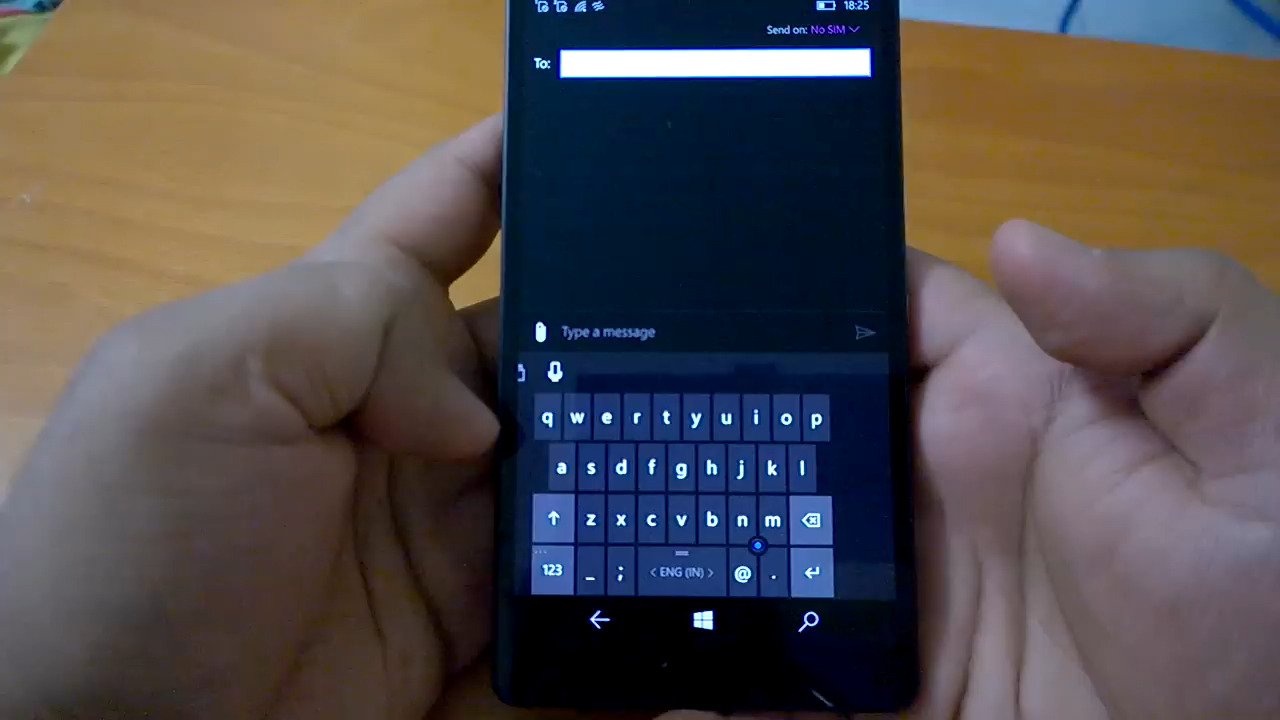 18:25
Send on: No SIM
To:
Type a message
q w e r t y u i o p
a s d f g h j k l
z x c v b n m
123 _ ; < ENG (IN) > @ .